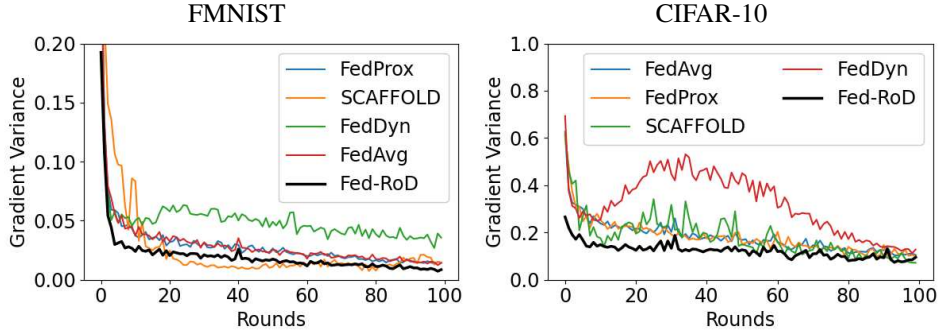 FMNIST
0.20
0.15
0.10
0.05
0.00
Gradient Variance
0 20 40 60 80 100
Rounds
FedProx
SCAFFOLD
FedDyn
FedAvg
Fed-RoD
CIFAR-10
1.0
0.8
0.6
0.4
0.2
0.0
Gradient Variance
0 20 40 60 80 100
Rounds
FedAvg
FedProx
SCAFFOLD
FedDyn
Fed-RoD